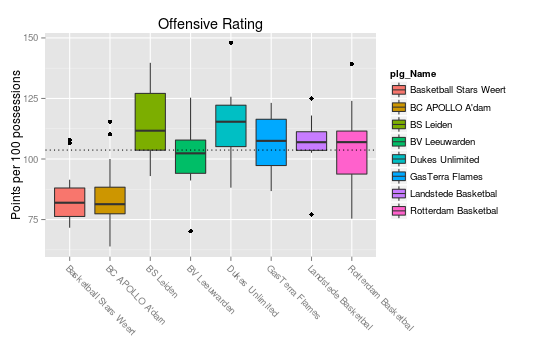 Offensive Rating
Points per 100 possessions
150
125
100
75
Basketball Stars Weert
BC APOLLO A'dam
BS Leiden
BV Leeuwarden
Dukes Unlimited
GasTerra Flames
Landstede Basketbal
Rotterdam Basketbal
plg_Name
Basketball Stars Weert
BC APOLLO A'dam
BS Leiden
BV Leeuwarden
Dukes Unlimited
GasTerra Flames
Landstede Basketbal
Rotterdam Basketbal